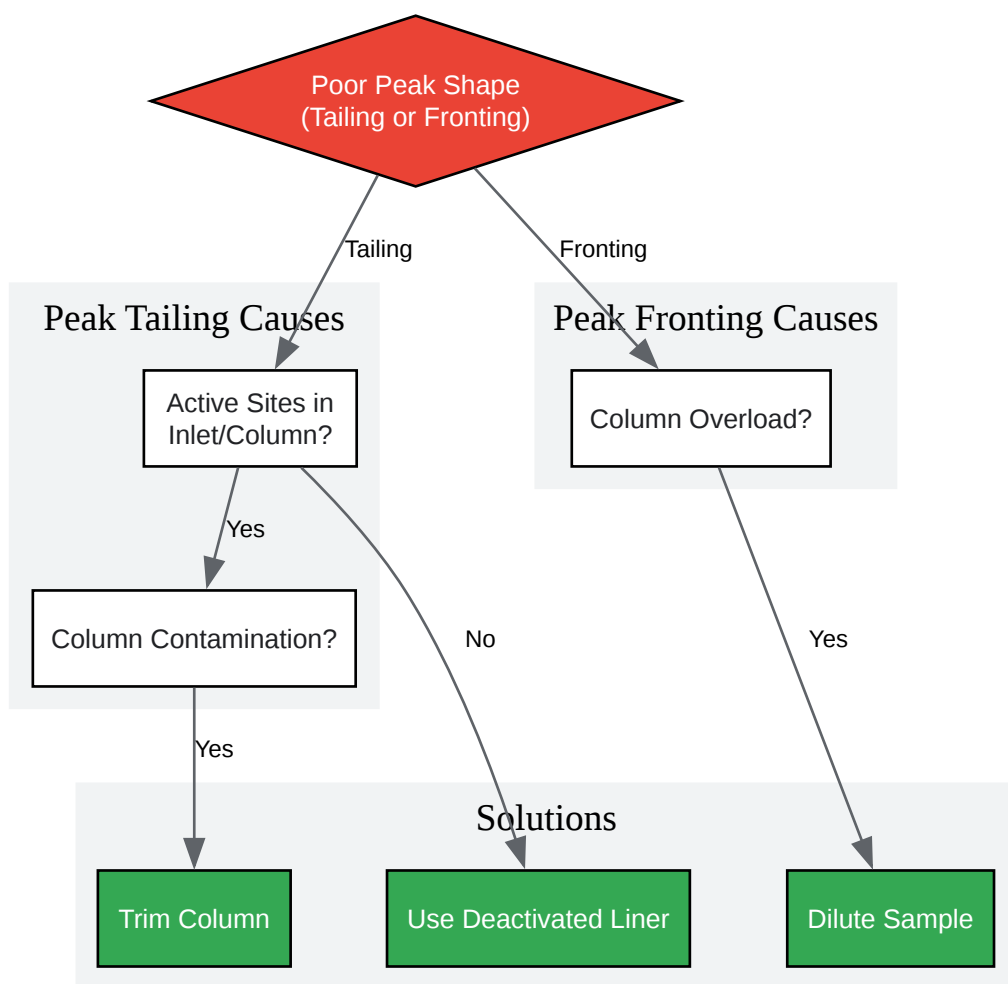 Poor Peak Shape
(Tailing or Fronting)
Tailing
Fronting
Peak Tailing Causes
Peak Fronting Causes
Active Sites in
Inlet/Column?
Column Overload?
Yes
Column Contamination?
No
Yes
Yes
Solutions
Trim Column
Use Deactivated Liner
Dilute Sample